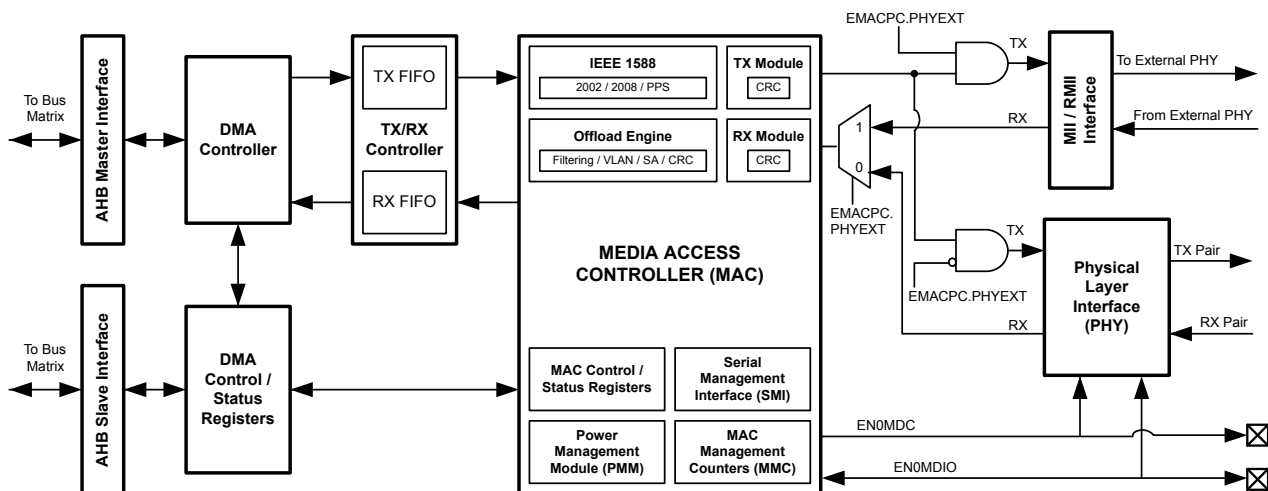 To Bus
Matrix
AHB Master Interface
DMA
Controller
TX FIFO
TX/RX
Controller
RX FIFO
IEEE 1588
2002 / 2008 / PPS
TX Module
CRC
Offload Engine
Filtering / VLAN / SA / CRC
RX Module
CRC
MEDIA ACCESS
CONTROLLER (MAC)
MAC Control /
Status Registers
Serial
Management
Interface (SMI)
Power
Management
Module (PMM)
MAC
Management
Counters (MMC)
EMACPC.PHYEXT
TX
MII / RMII
Interface
To External PHY
From External PHY
RX
1
0
EMACPC.
PHYEXT
TX
EMACPC.PHYEXT
RX
Physical
Layer
Interface
(PHY)
TX Pair
RX Pair
To Bus
Matrix
AHB Slave Interface
DMA
Control /
Status
Registers
EN0MDC
EN0MDIO